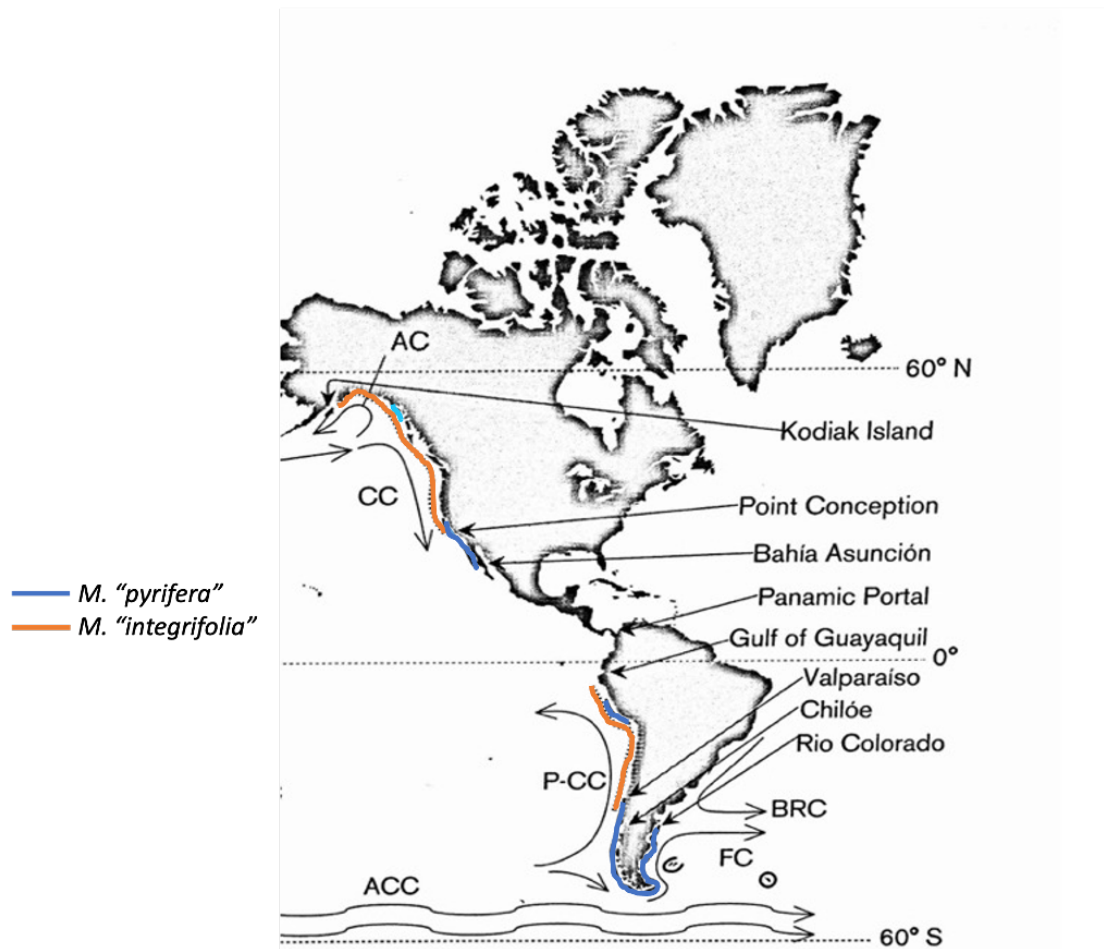 AC
60° N
Kodiak Island
CC
Point Conception
Bahía Asunción
M. “pyrifera”
Panamic Portal
M. “integrifolia”
Gulf of Guayaquil
0°
Valparaíso
Chilóe
Rio Colorado
P-CC
BRC
FC
ACC
60° S